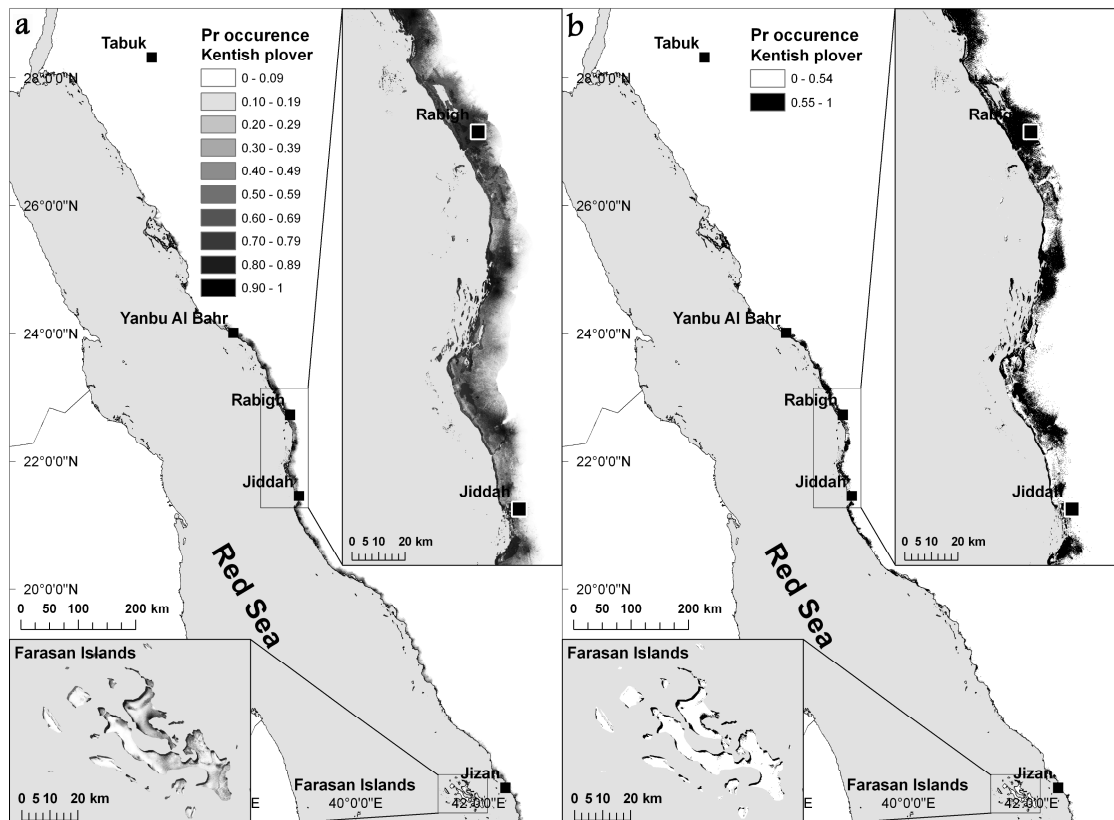 a
Tabuk
28°0'0"N
26°0'0"N
Yanbu Al Bahr
24°0'0"N
Rabigh
22°0'0"N
Jiddah
20°0'0"N
0 50 100 200 km
Red Sea
Pr occurence
Kentish plover
0 - 0.09
0.10 - 0.19
0.20 - 0.29
0.30 - 0.39
0.40 - 0.49
0.50 - 0.59
0.60 - 0.69
0.70 - 0.79
0.80 - 0.89
0.90 - 1
Rabigh
Jiddah
0 5 10 20 km
Farasan Islands
0 5 10 20 km
Farasan Islands
Jizan
E
40°0'0"E
42°0'0"E
b
Tabuk
28°0'0"N
26°0'0"N
Yanbu Al Bahr
24°0'0"N
Rabigh
22°0'0"N
Jiddah
20°0'0"N
0 50 100 200 km
Red Sea
Pr occurence
Kentish plover
0 - 0.54
0.55 - 1
Jiddah
0 5 10 20 km
Farasan Islands
0 5 10 20 km
Farasan Islands
Jizan
E
40°0'0"E
42°0'0"E